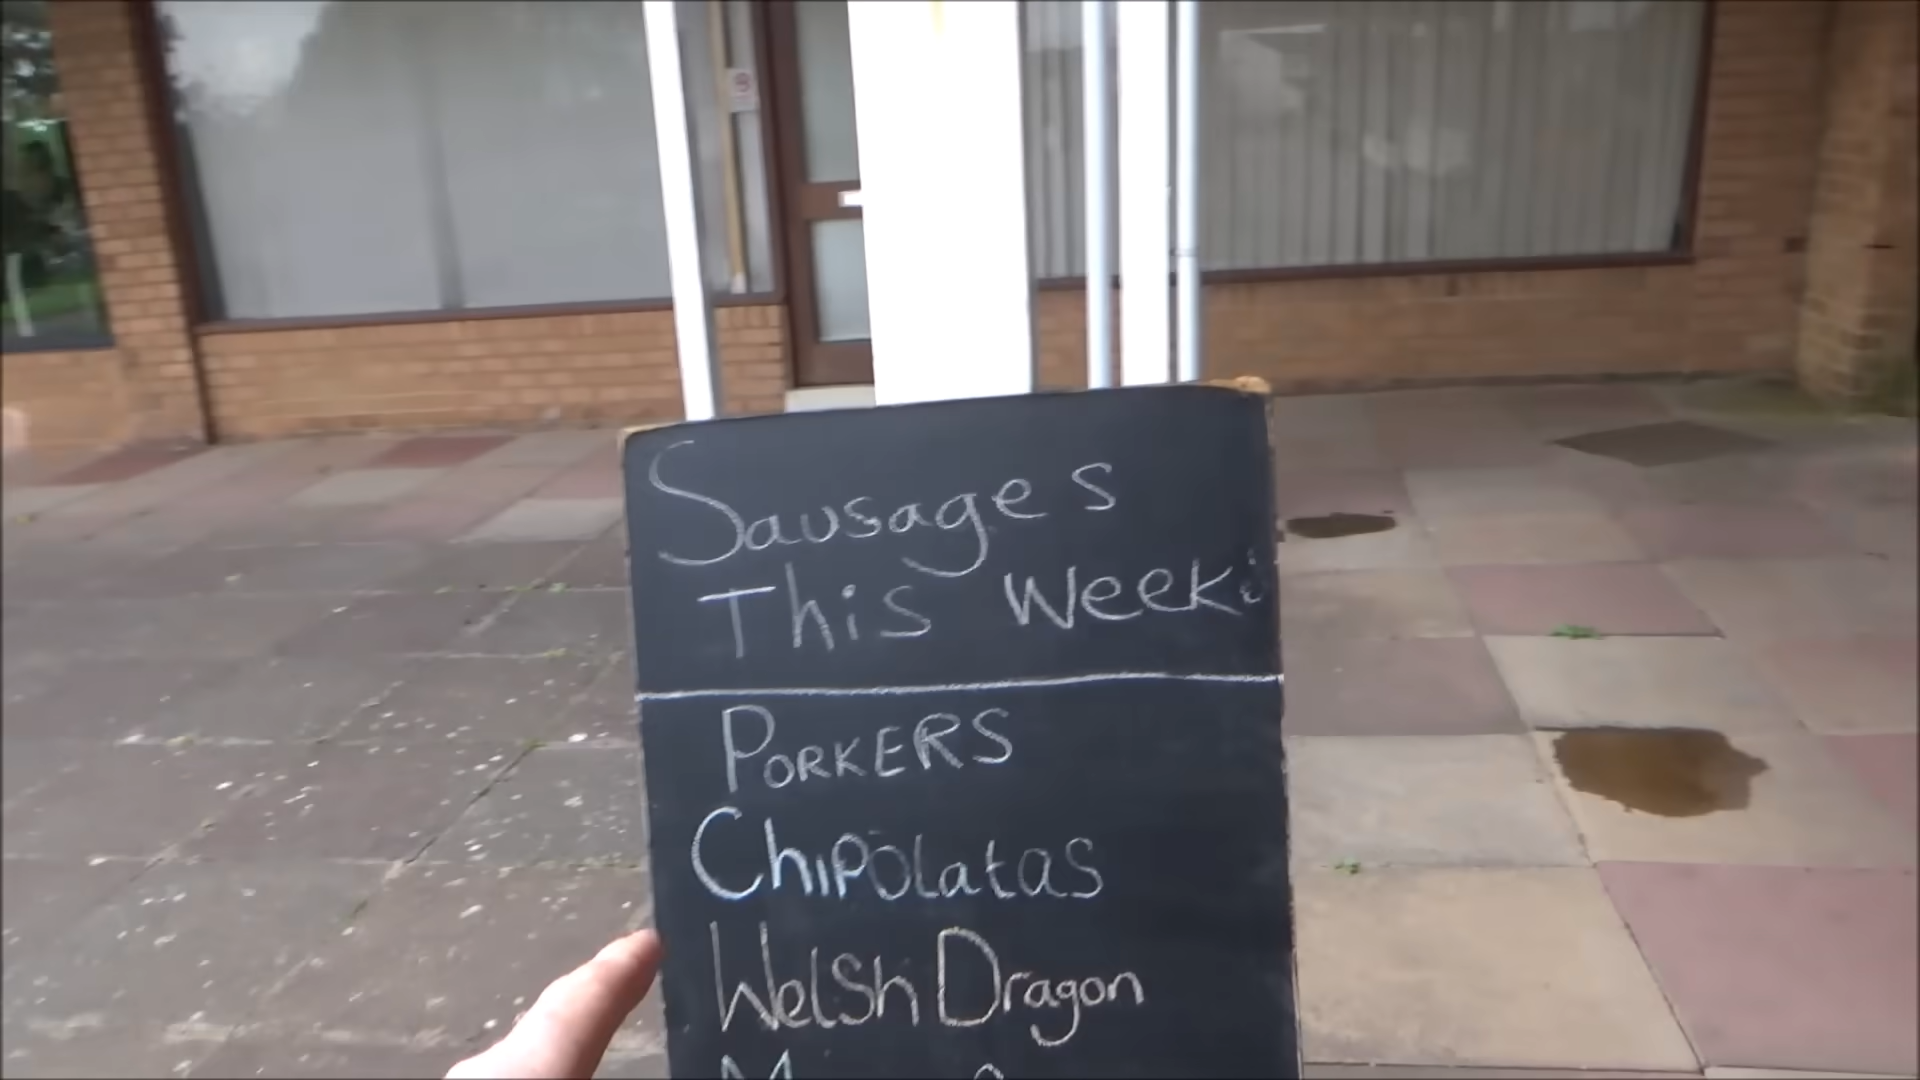 Sausages
This Week:
PORKERS
Chipolatas
Welsh Dragon